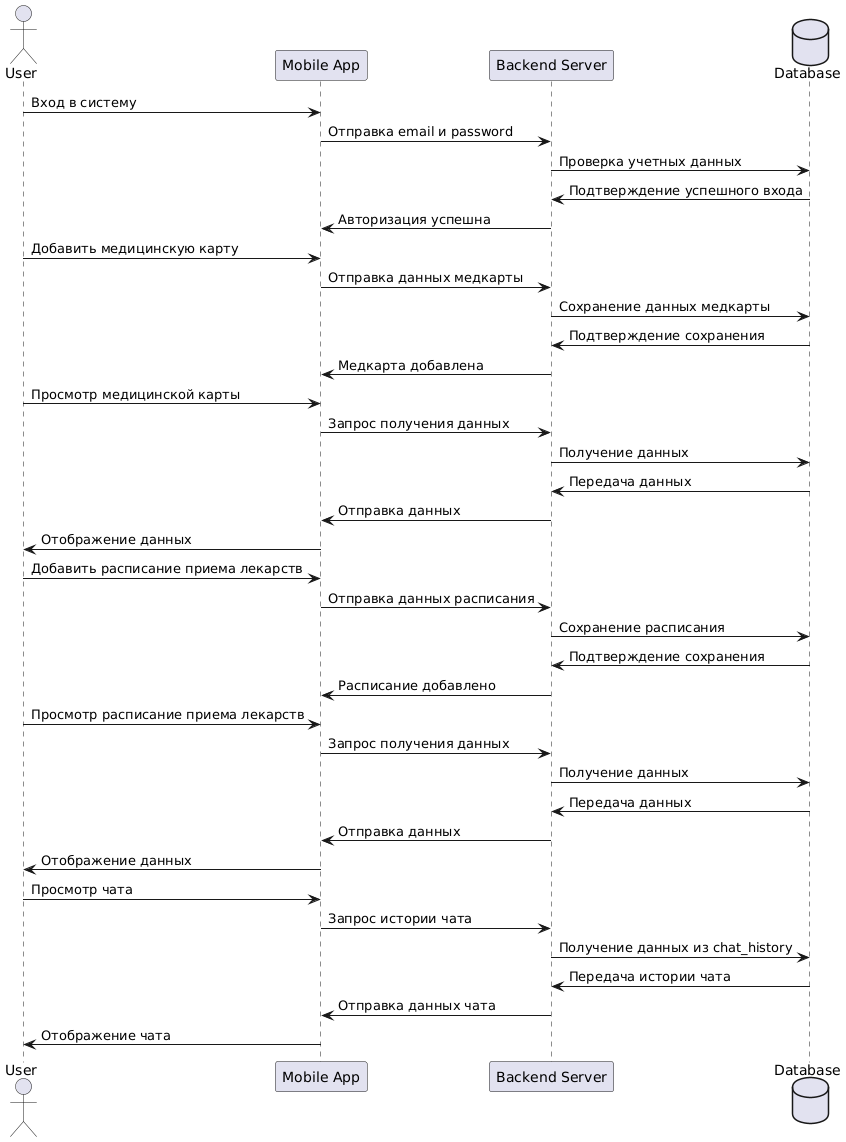 User
Mobile App
Backend Server
Database
Вход в систему
Отправка email и password
Проверка учетных данных
Подтверждение успешного входа
Авторизация успешна
Добавить медицинскую карту
Отправка данных медкарты
Сохранение данных медкарты
Подтверждение сохранения
Медкарта добавлена
Просмотр медицинской карты
Запрос получения данных
Получение данных
Передача данных
Отправка данных
Отображение данных
Добавить расписание приема лекарств
Отправка данных расписания
Сохранение расписания
Подтверждение сохранения
Расписание добавлено
Просмотр расписание приема лекарств
Запрос получения данных
Получение данных
Передача данных
Отправка данных
Отображение данных
Просмотр чата
Запрос истории чата
Получение данных из chat_history
Передача истории чата
Отправка данных чата
Отображение чата
User
Mobile App
Backend Server
Database